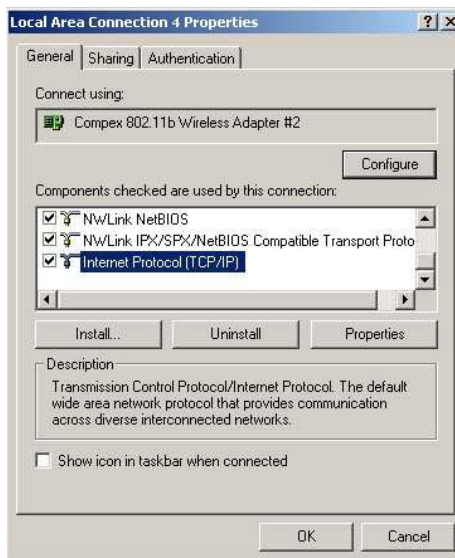 Local Area Connection 4 Properties
General Sharing Authentication
Connect using:
Compex 802.11b Wireless Adapter #2
Configure
Components checked are used by this connection:
NWLink NetBIOS
NWLink IPX/SPX/NetBIOS Compatible Transport Proto
Internet Protocol (TCP/IP)
Install... Uninstall Properties
Description
Transmission Control Protocol/Internet Protocol. The default
wide area network protocol that provides communication
across diverse interconnected networks.
Show icon in taskbar when connected
OK Cancel